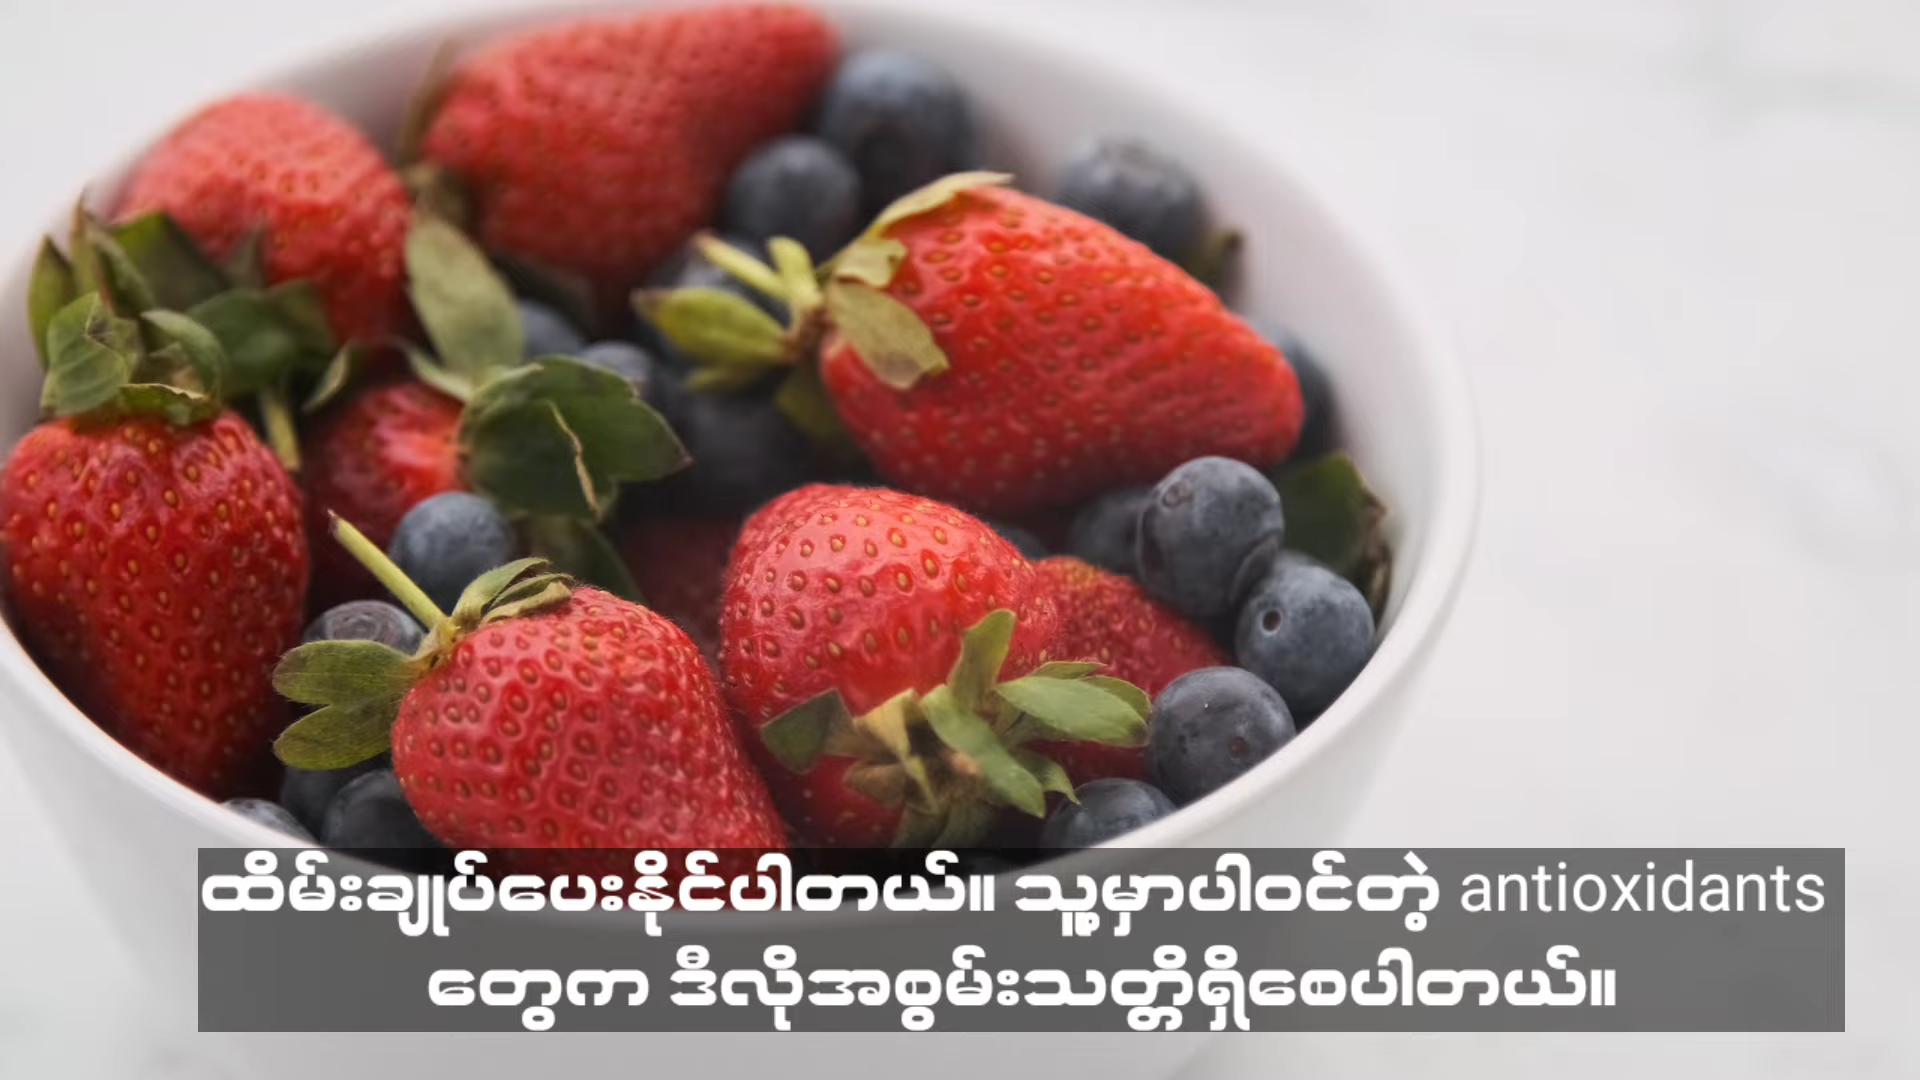 ထိမ်းချုပ်ပေးနိုင်ပါတယ်။ သူ့မှာပါဝင်တဲ့ antioxidants
တွေက ဒီလိုအစွမ်းသတ္တိရှိစေပါတယ်။